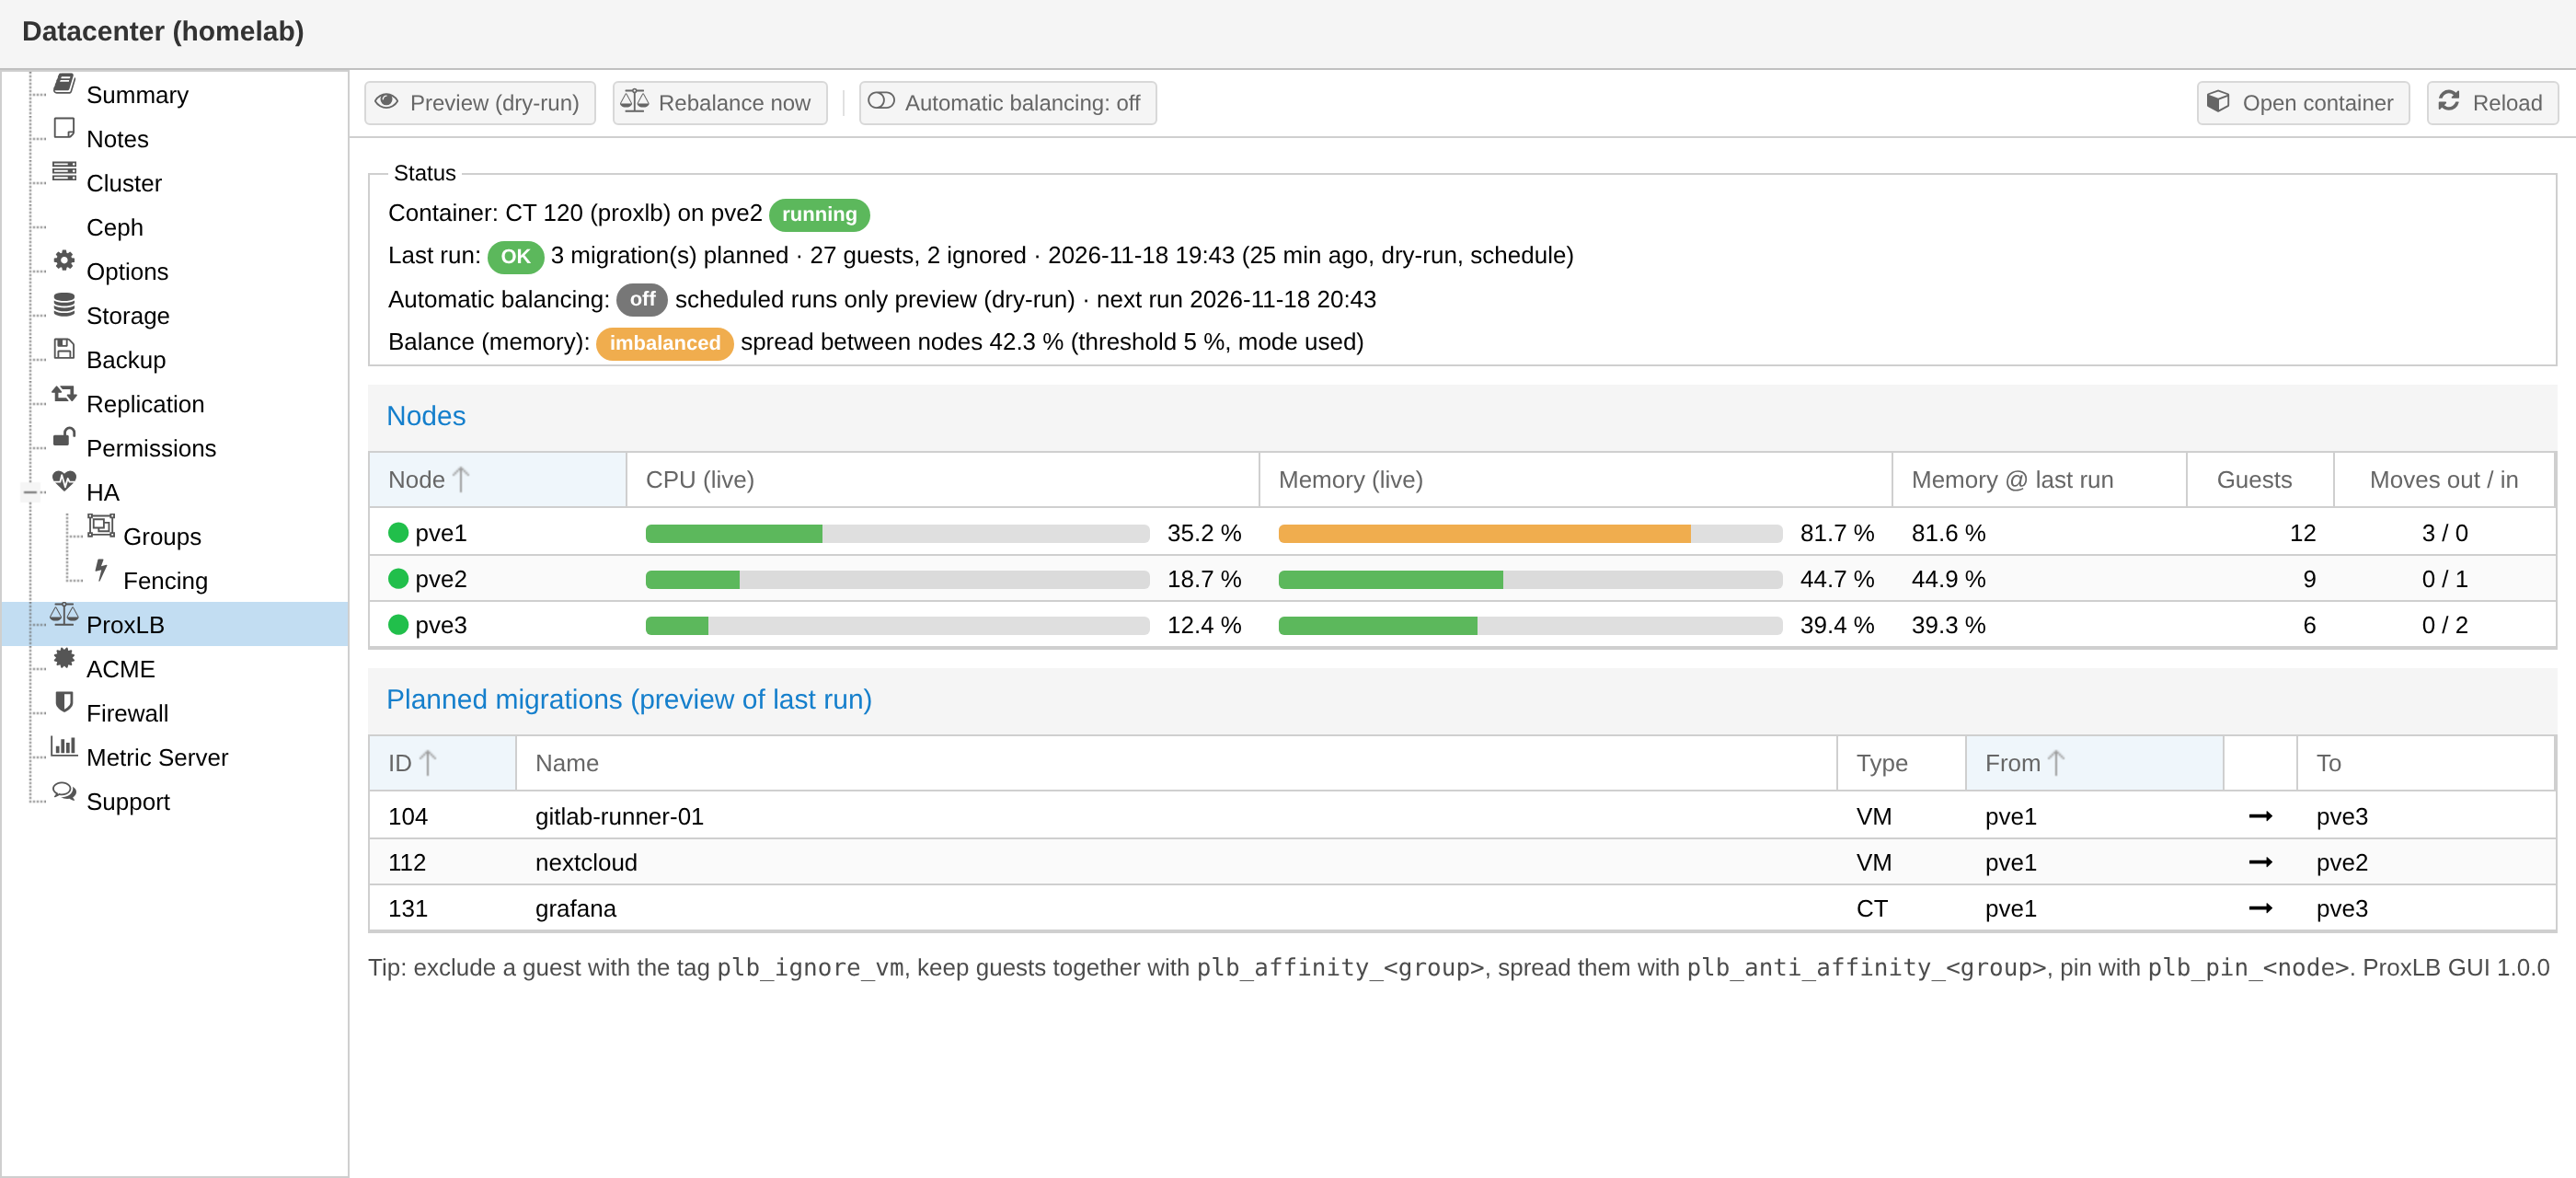 Datacenter (homelab)
Summary
Notes
Cluster
Ceph
Options
Storage
Backup
Replication
Permissions
HA
Groups
Fencing
ProxLB
ACME
Firewall
Metric Server
Support
Preview (dry-run) Rebalance now Automatic balancing: off Open container Reload
Status
Container: CT 120 (proxlb) on pve2 running
Last run: OK 3 migration(s) planned · 27 guests, 2 ignored · 2026-11-18 19:43 (25 min ago, dry-run, schedule)
Automatic balancing: off scheduled runs only preview (dry-run) · next run 2026-11-18 20:43
Balance (memory): imbalanced spread between nodes 42.3 % (threshold 5 %, mode used)
Nodes
Node CPU (live) Memory (live) Memory @ last run Guests Moves out / in
pve1 35.2 % 81.7 % 81.6 % 12 3 / 0
pve2 18.7 % 44.7 % 44.9 % 9 0 / 1
pve3 12.4 % 39.4 % 39.3 % 6 0 / 2
Planned migrations (preview of last run)
ID Name Type From To
104 gitlab-runner-01 VM pve1 → pve3
112 nextcloud VM pve1 → pve2
131 grafana CT pve1 → pve3
Tip: exclude a guest with the tag plb_ignore_vm, keep guests together with plb_affinity_<group>, spread them with plb_anti_affinity_<group>, pin with plb_pin_<node>. ProxLB GUI 1.0.0